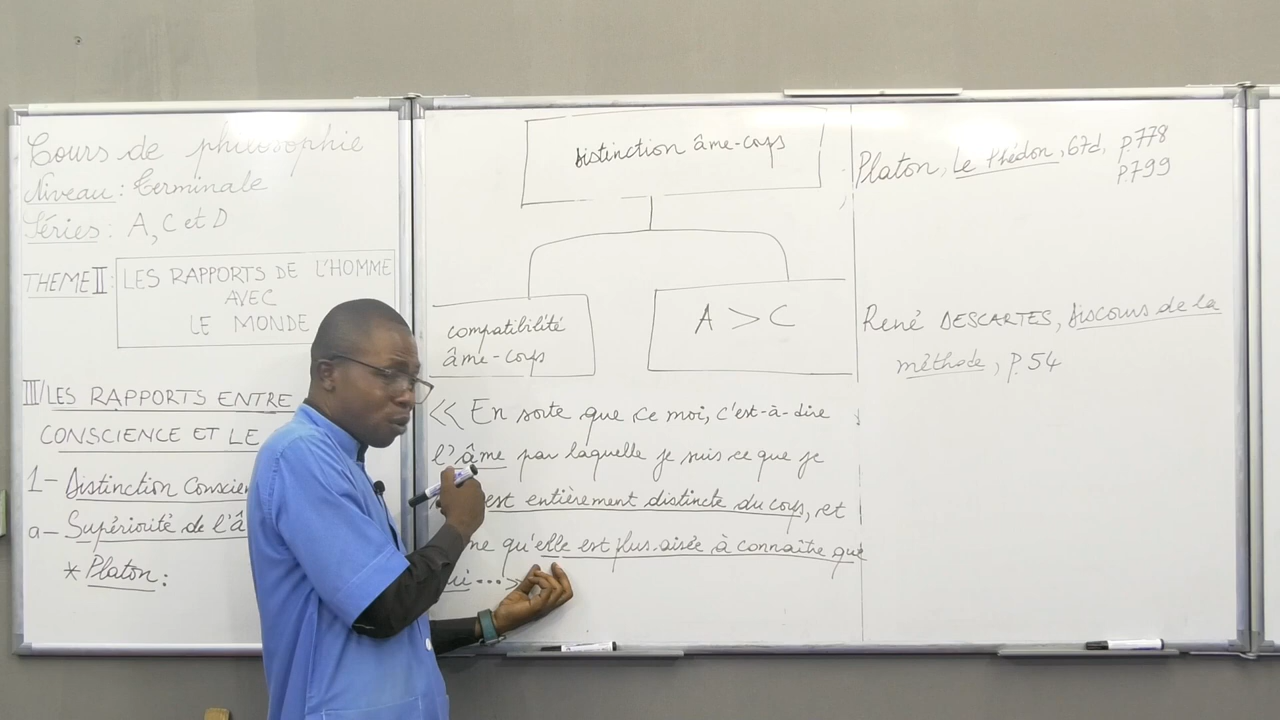 Cours de philosophie
Niveau : Terminale
Séries : A, C et D
THEME II :
LES RAPPORTS DE L'HOMME
AVEC
LE MONDE
III/ LES RAPPORTS ENTRE
CONSCIENCE ET LE
1- Distinction Conscien
a- Supériorité de l'â
* Platon :
Distinction âme-corps
compatibilité
âme-corps
A > C
<< En sorte que ce moi, c'est-à-dire
l'âme par laquelle je suis ce que je
est entièrement distincte du corps, et
qu'elle est plus aisée à connaître que
lui ... >>
Platon, Le Phédon, 67d, p.778
p.799
René DESCARTES, Discours de la
méthode, p.54